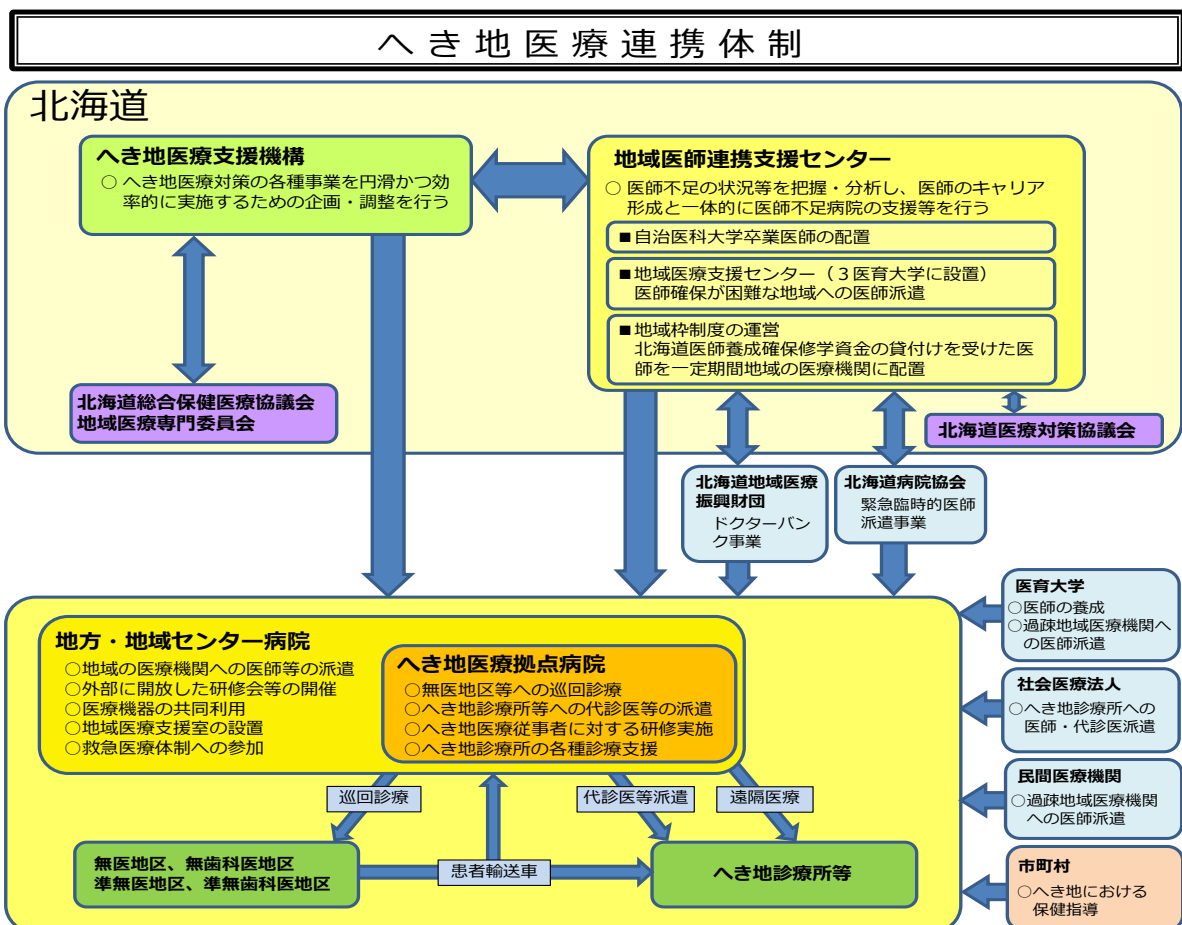 へき地医療連携体制
北海道
へき地医療支援機構
○ へき地医療対策の各種事業を円滑かつ効
率的に実施するための企画・調整を行う
地域医師連携支援センター
○ 医師不足の状況等を把握・分析し、医師のキャリア
形成と一体的に医師不足病院の支援等を行う
■自治医科大学卒業医師の配置
■地域医療支援センター（３医育大学に設置）
医師確保が困難な地域への医師派遣
■地域枠制度の運営
北海道医師養成確保修学資金の貸付けを受けた医
師を一定期間地域の医療機関に配置
北海道総合保健医療協議会
地域医療専門委員会
北海道医療対策協議会
北海道地域医療
振興財団
ドクターバン
ク事業
北海道病院協会
緊急臨時的医師
派遣事業
地方・地域センター病院
○地域の医療機関への医師等の派遣
○外部に開放した研修会等の開催
○医療機器の共同利用
○地域医療支援室の設置
○救急医療体制への参加
へき地医療拠点病院
○無医地区等への巡回診療
○へき地診療所等への代診医等の派遣
○へき地医療従事者に対する研修実施
○へき地診療所の各種診療支援
巡回診療
代診医等派遣
遠隔医療
無医地区、無歯科医地区
準無医地区、準無歯科医地区
患者輸送車
へき地診療所等
医育大学
○医師の養成
○過疎地域医療機関へ
の医師派遣
社会医療法人
○へき地診療所への
医師・代診医派遣
民間医療機関
○過疎地域医療機関
への医師派遣
市町村
○へき地における
保健指導